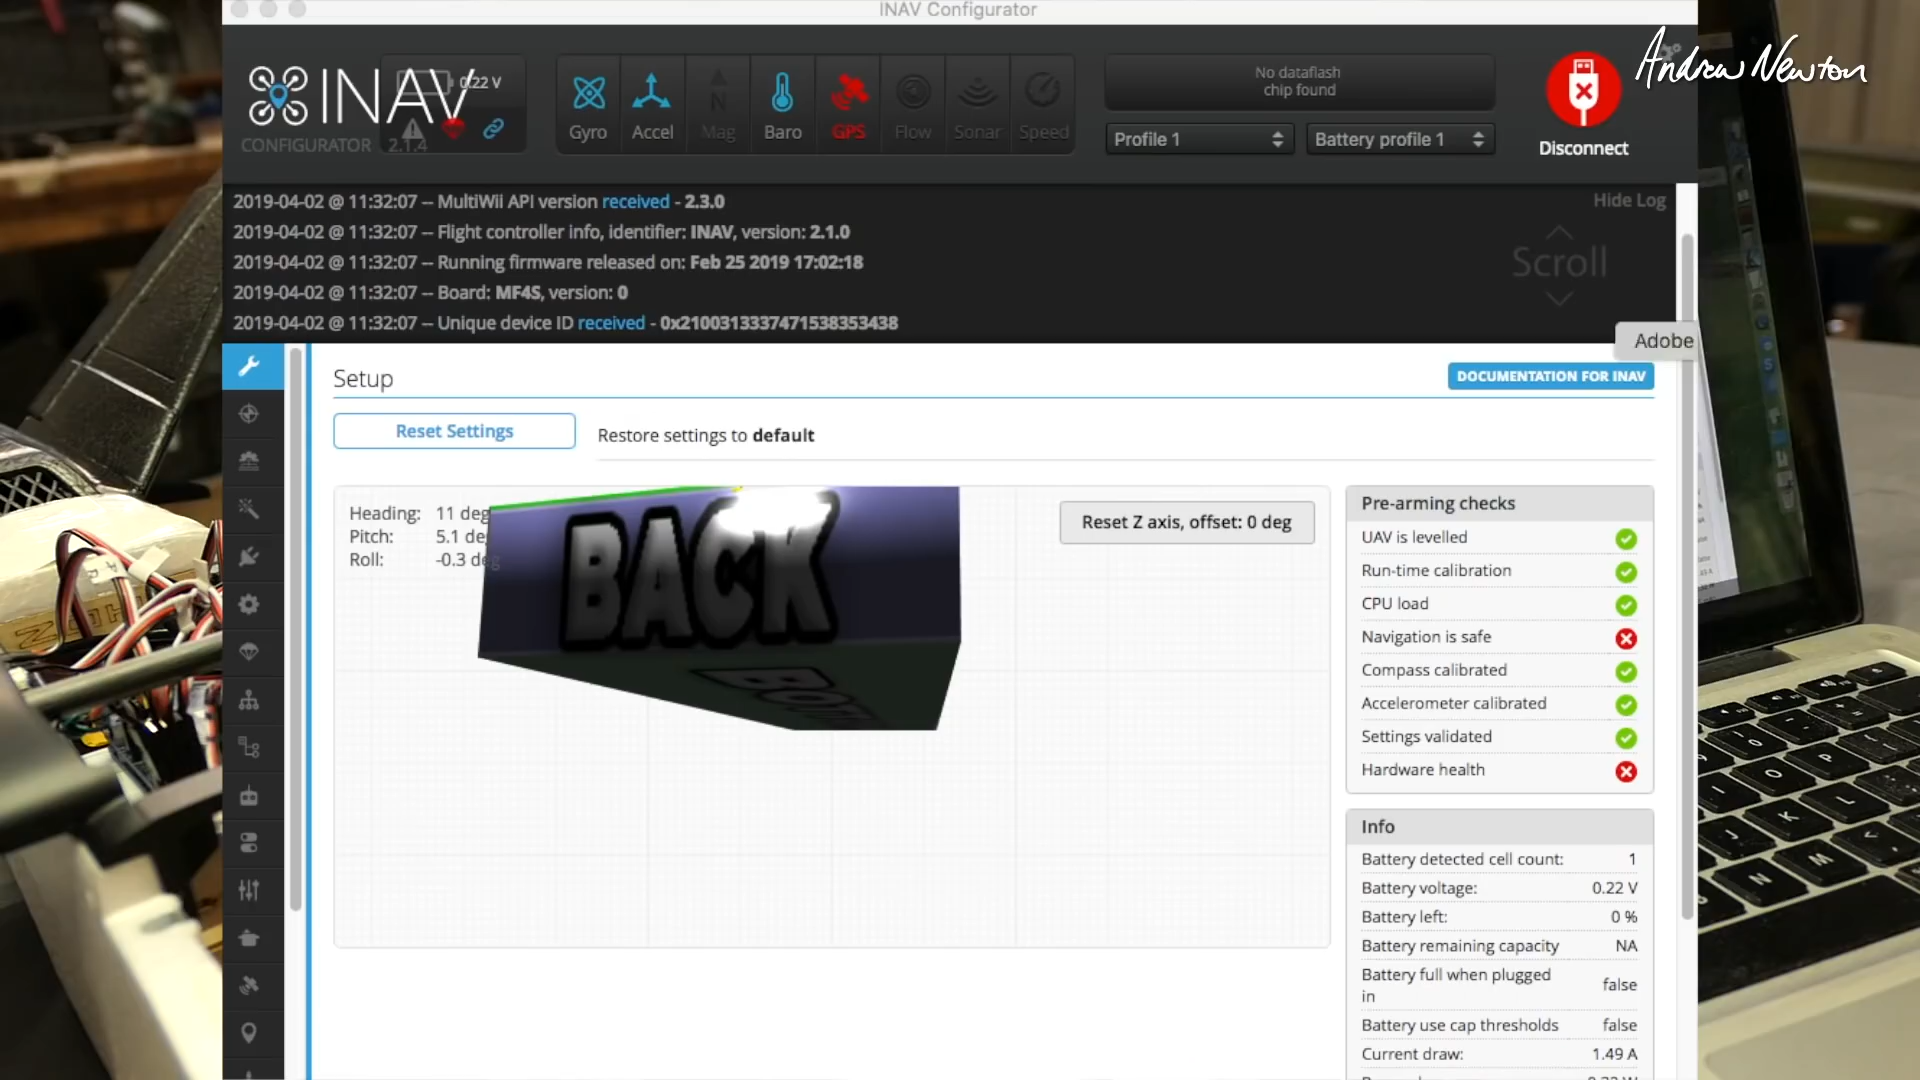 INAV Configurator
Andrew Newton
INAV
CONFIGURATOR 2.1.4
0.22 V
Gyro
Accel
N
Mag
Baro
GPS
Flow
Sonar
Speed
No dataflash
chip found
Profile 1
Battery profile 1
Disconnect
2019-04-02 @ 11:32:07 -- MultiWii API version received - 2.3.0
Hide Log
2019-04-02 @ 11:32:07 -- Flight controller info, identifier: INAV, version: 2.1.0
2019-04-02 @ 11:32:07 -- Running firmware released on: Feb 25 2019 17:02:18
Scroll
2019-04-02 @ 11:32:07 -- Board: MF4S, version: 0
2019-04-02 @ 11:32:07 -- Unique device ID received - 0x2100313337471538353438
Adobe
Setup
DOCUMENTATION FOR INAV
Reset Settings
Restore settings to default
Heading: 11 deg
Pitch: 5.1 deg
Roll: -0.3 deg
BACK
Reset Z axis, offset: 0 deg
Pre-arming checks
UAV is levelled
Run-time calibration
CPU load
Navigation is safe
Compass calibrated
Accelerometer calibrated
Settings validated
Hardware health
Info
Battery detected cell count: 1
Battery voltage: 0.22 V
Battery left: 0 %
Battery remaining capacity NA
Battery full when plugged
in
false
Battery use cap thresholds false
Current draw: 1.49 A